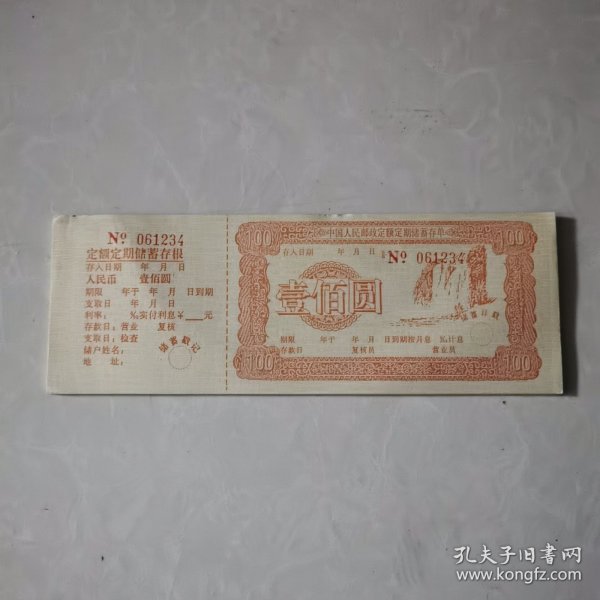 № 061234
定额定期储蓄存根
存入日期 年 月 日
人民币 壹佰圆
期限 年于 年 月 日到期
支取日 年 月 日
利率: ‰实付利息¥ 元
存款日:营业 复核
支取日:检查
储户姓名:
地 址:
储蓄戳记
100 中国人民邮政定额定期储蓄存单 100
存入日期 年 月 日
№ 061234
壹佰圆
期限 年于 年 月 日到期按月息 ‰计息
存款日 复核员 营业员
100 100
孔夫子旧书网
www.kongfz.com